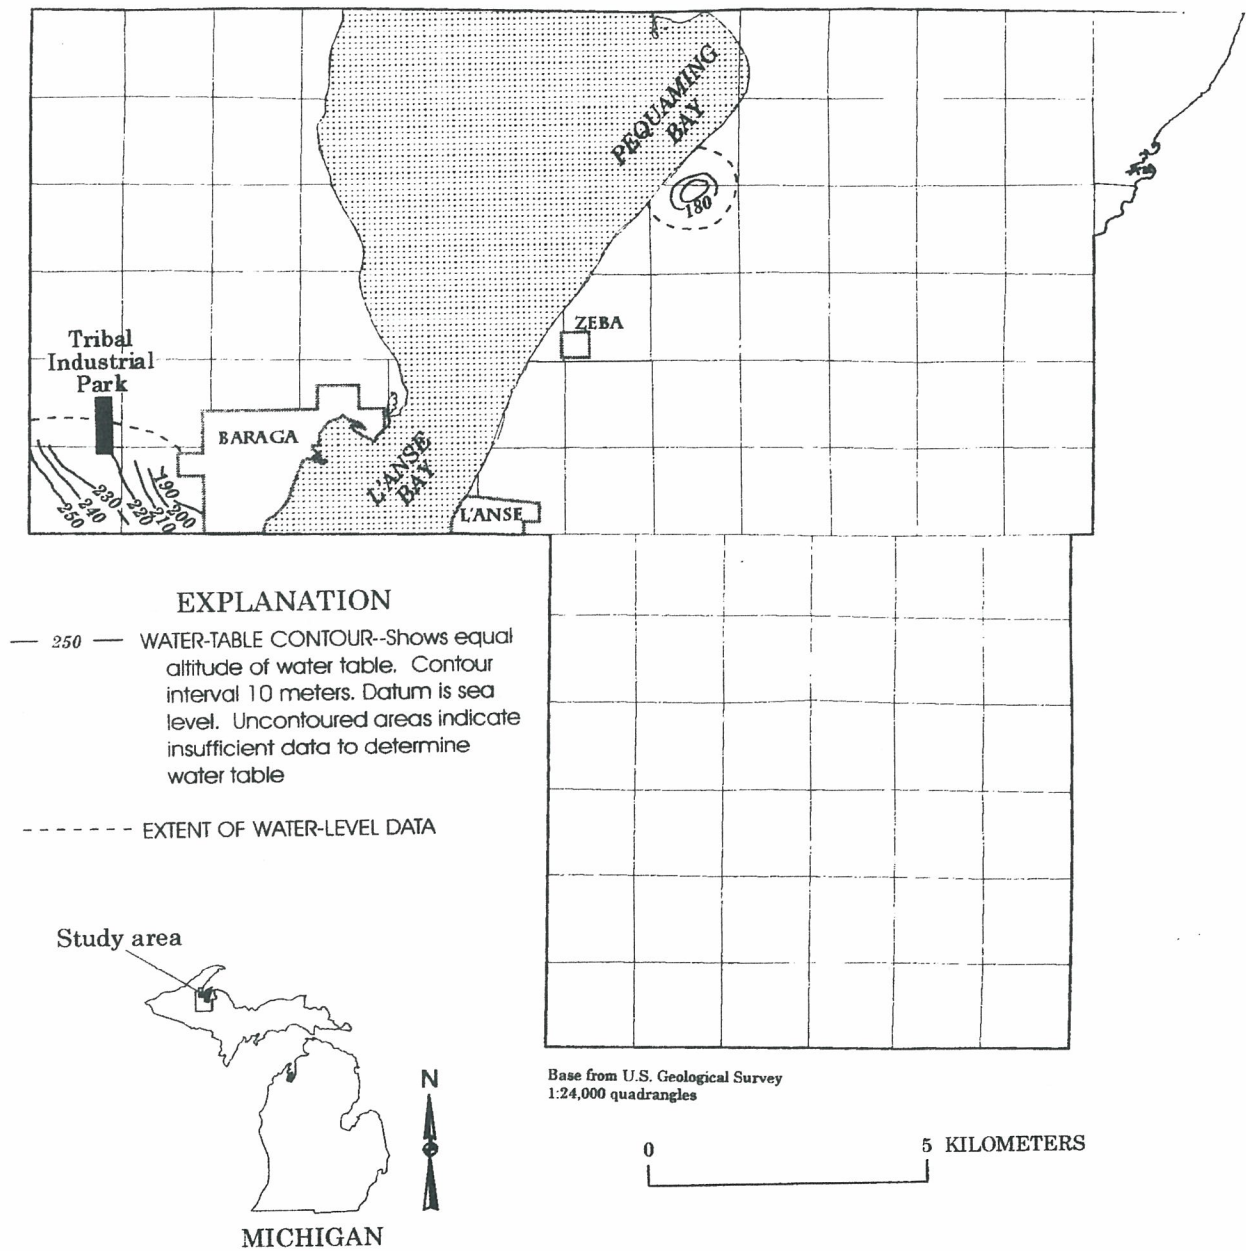 PEQUAMING
BAY
180
ZEBA
Tribal
Industrial
Park
BARAGA
L'ANSE
BAY
L'ANSE
250
240
230
220
210
200
190
EXPLANATION
— 250 — WATER-TABLE CONTOUR--Shows equal
altitude of water table. Contour
interval 10 meters. Datum is sea
level. Uncontoured areas indicate
insufficient data to determine
water table
EXTENT OF WATER-LEVEL DATA
Study area
N
MICHIGAN
Base from U.S. Geological Survey
1:24,000 quadrangles
0 5 KILOMETERS